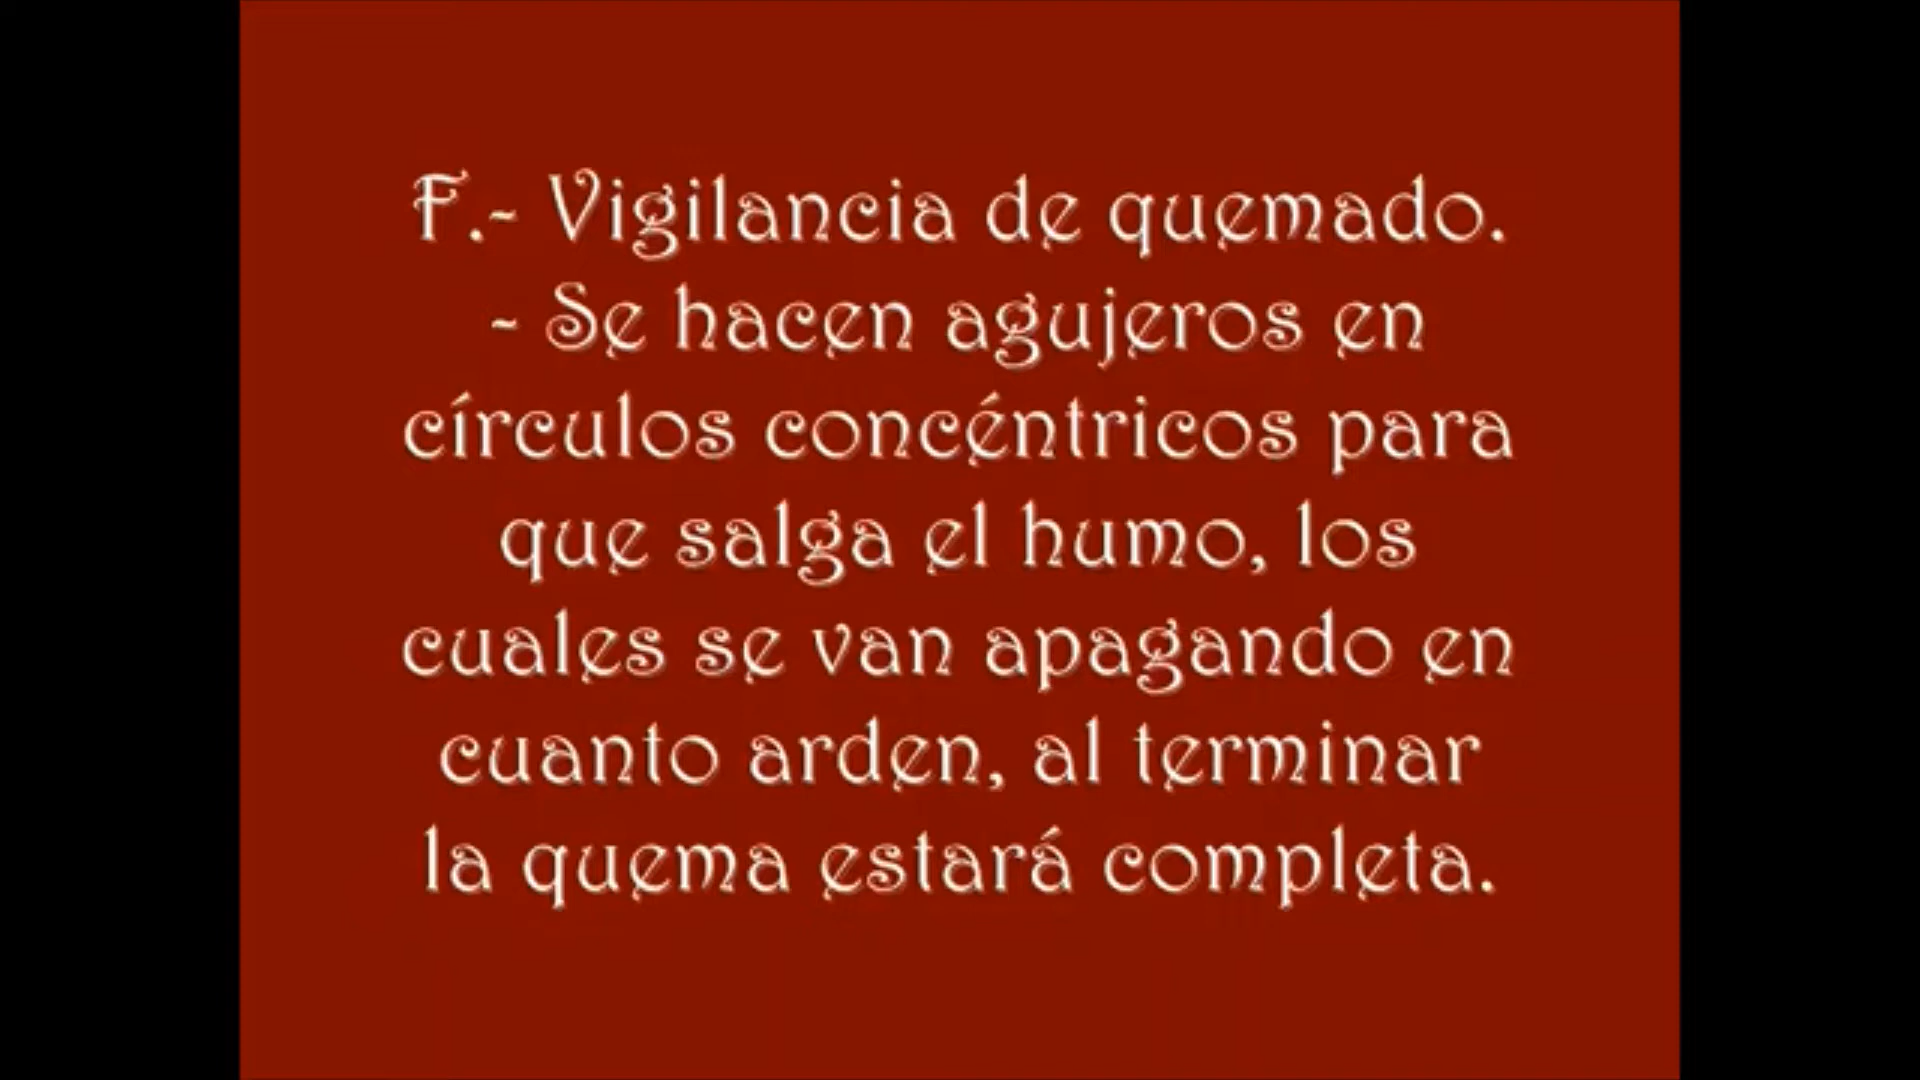 F.- Vigilancia de quemado.
- Se hacen agujeros en
círculos concéntricos para
que salga el humo, los
cuales se van apagando en
cuanto arden, al terminar
la quema estará completa.